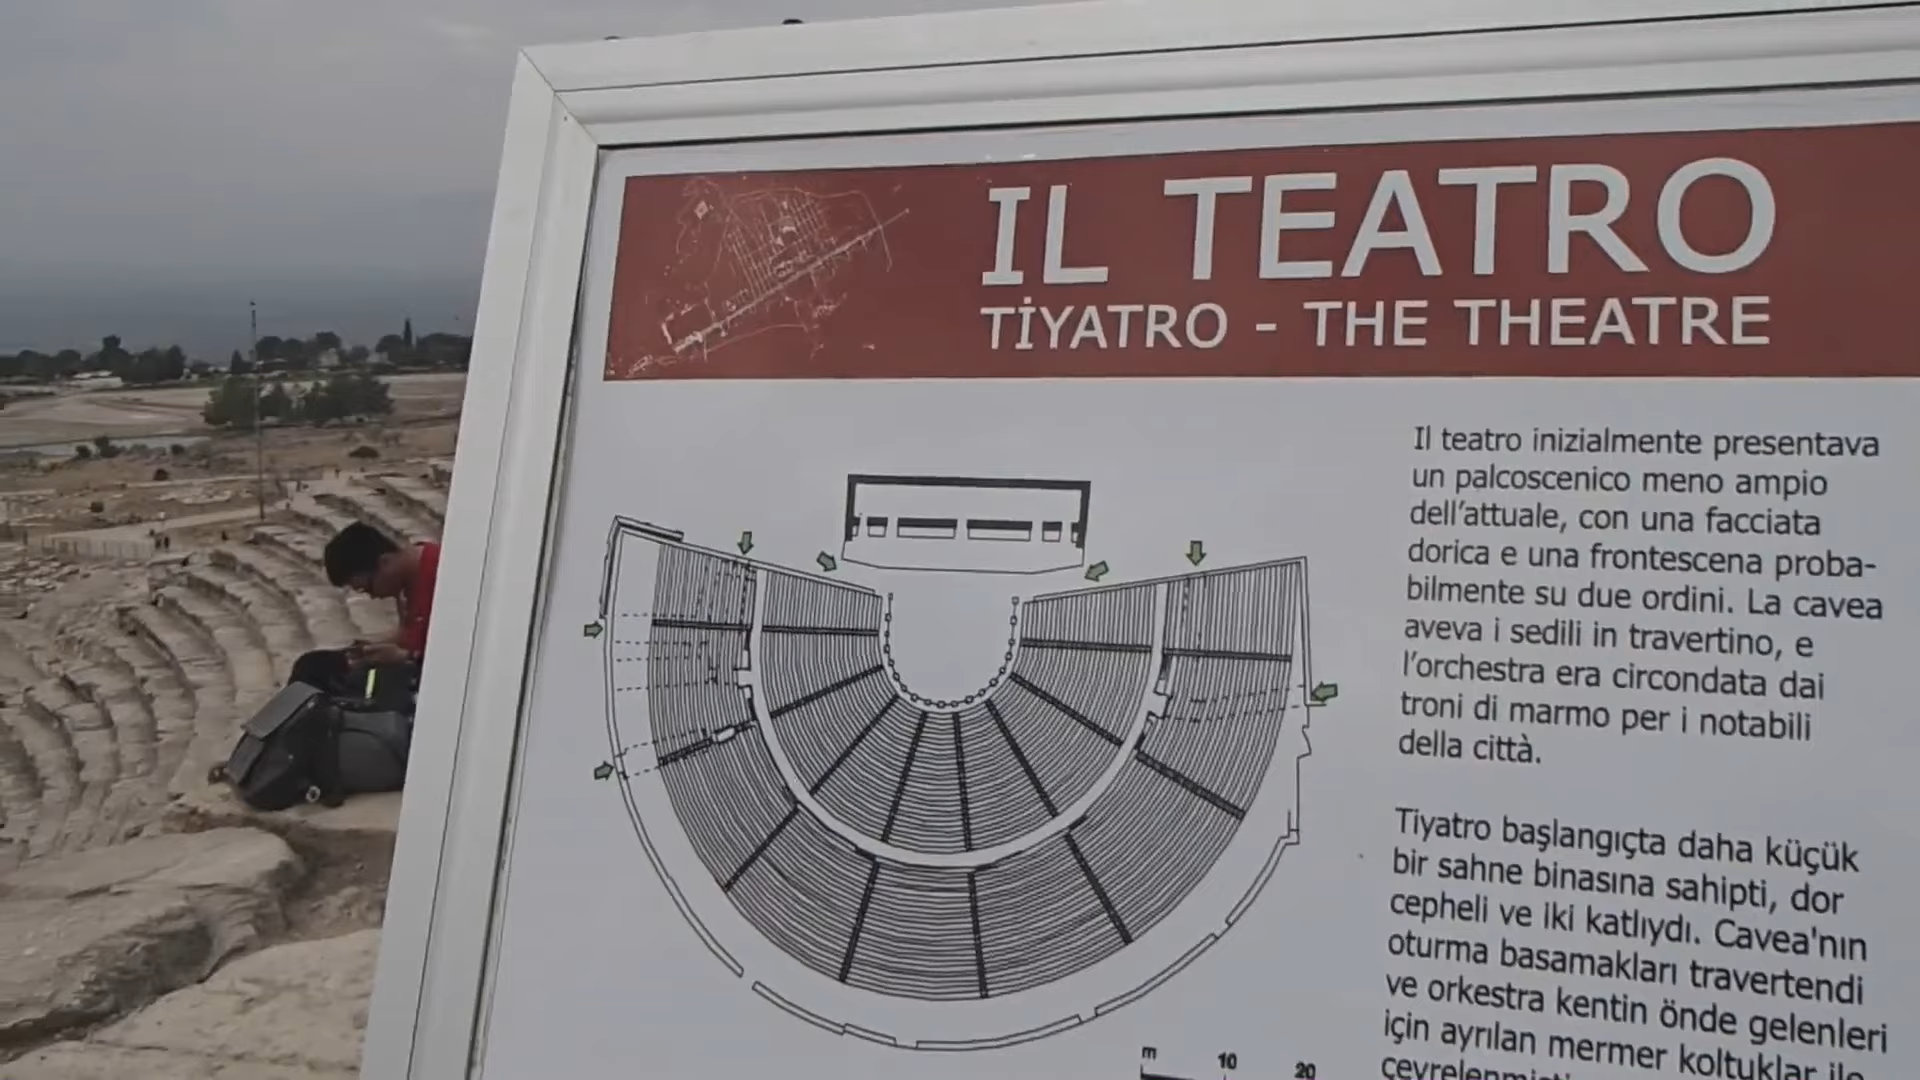 IL TEATRO
TİYATRO - THE THEATRE
Il teatro inizialmente presentava
un palcoscenico meno ampio
dell'attuale, con una facciata
dorica e una frontescena proba-
bilmente su due ordini. La cavea
aveva i sedili in travertino, e
l'orchestra era circondata dai
troni di marmo per i notabili
della città.
Tiyatro başlangıçta daha küçük
bir sahne binasına sahipti, dor
cepheli ve iki katlıydı. Cavea'nın
oturma basamakları travertendi
ve orkestra kentin önde gelenleri
için ayrılan mermer koltuklar ile
m 10 20